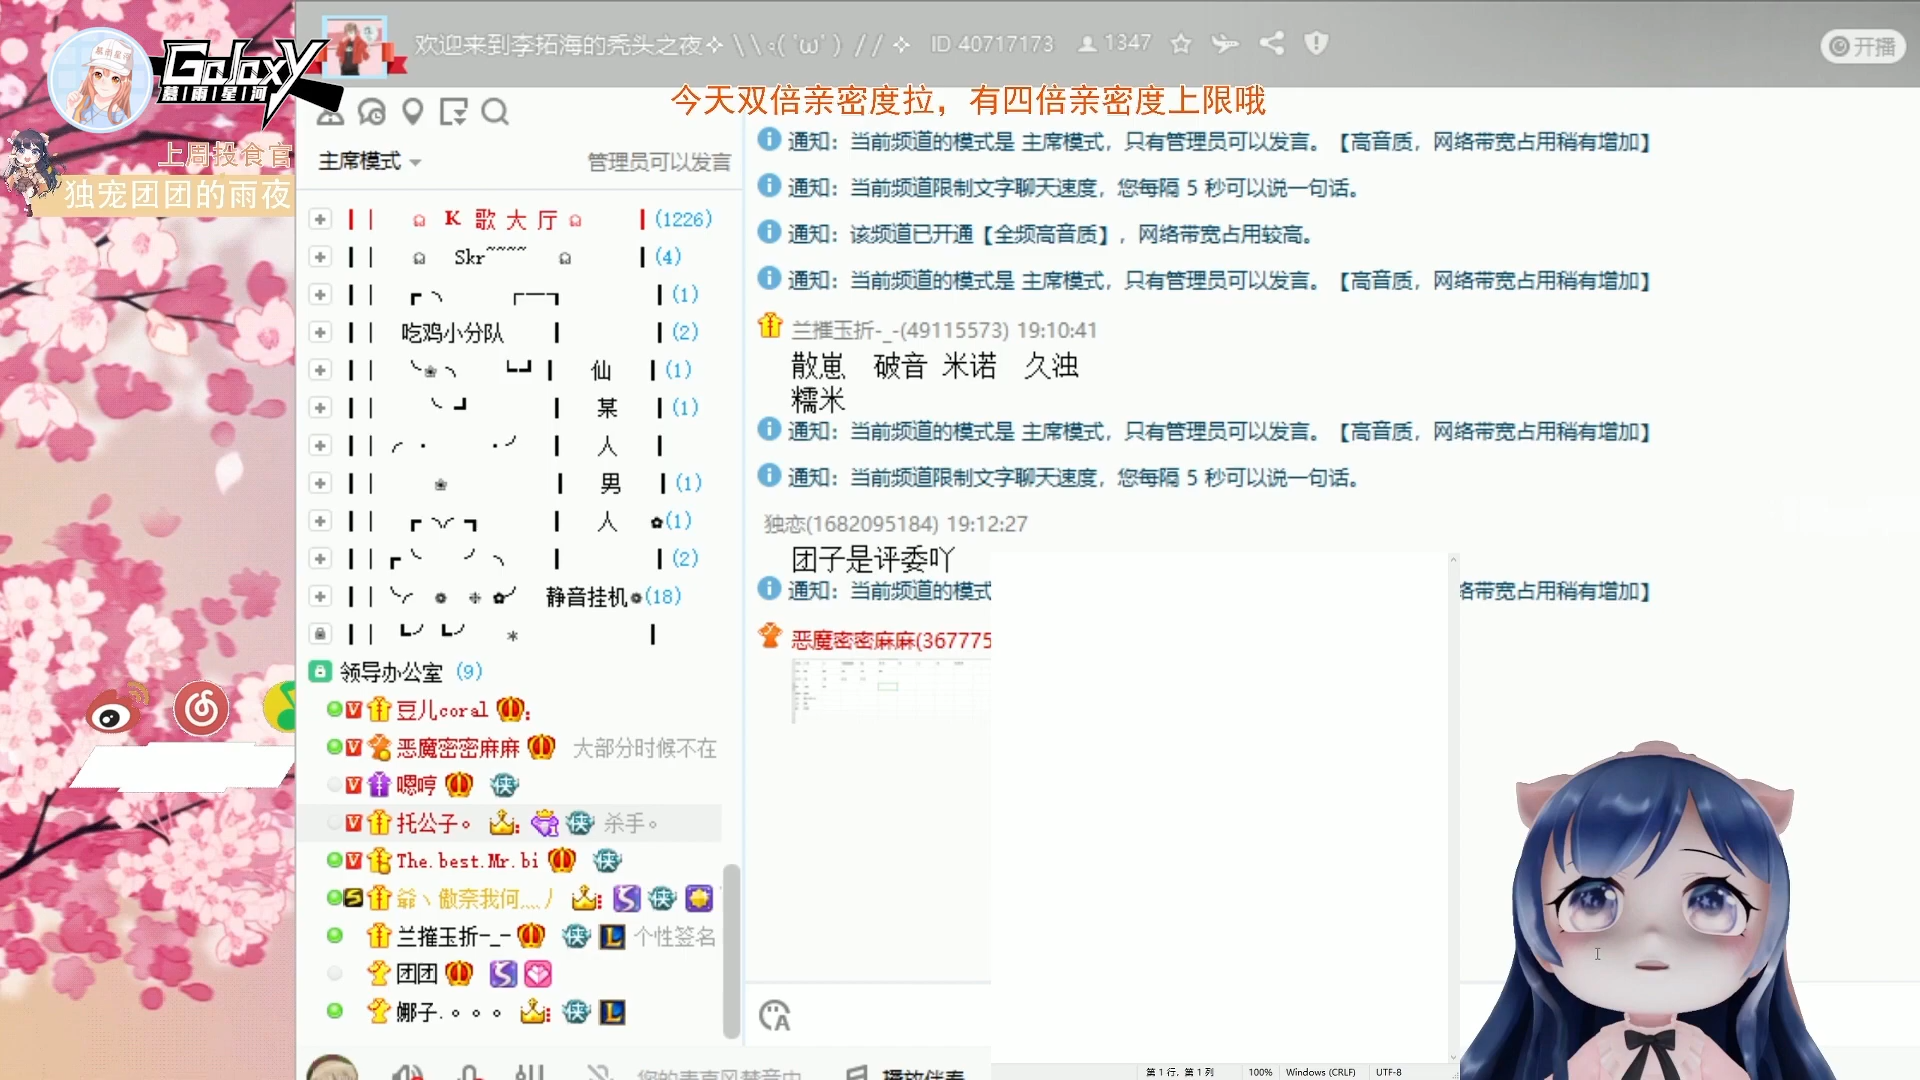 Galaxy
慕雨星河
上周投食官
独宠团团的雨夜
欢迎来到李拓海的秃头之夜✧ \\◦( 'ω' ) // ✧ ID 40717173 1347
开播
今天双倍亲密度拉，有四倍亲密度上限哦
主席模式
管理员可以发言
K 歌 大 厅 (1226)
Skr~~~~ (4)
(1)
吃鸡小分队 (2)
仙 (1)
某 (1)
人
男 (1)
人 (1)
(2)
静音挂机 (18)
领导办公室 (9)
豆儿coral
恶魔密密麻麻 大部分时候不在
嗯哼 侠
托公子。 侠 杀手。
The.best.Mr.bi 侠
侠
兰摧玉折-_- 侠 L 个性签名
团团
娜子.。。。 侠 L
通知：当前频道的模式是 主席模式，只有管理员可以发言。【高音质，网络带宽占用稍有增加】
通知：当前频道限制文字聊天速度，您每隔 5 秒可以说一句话。
通知：该频道已开通【全频高音质】，网络带宽占用较高。
通知：当前频道的模式是 主席模式，只有管理员可以发言。【高音质，网络带宽占用稍有增加】
兰摧玉折-_-(49115573) 19:10:41
散崽 破音 米诺 久浊
糯米
通知：当前频道的模式是 主席模式，只有管理员可以发言。【高音质，网络带宽占用稍有增加】
通知：当前频道限制文字聊天速度，您每隔 5 秒可以说一句话。
独恋(1682095184) 19:12:27
团子是评委吖
通知：当前频道的模式
络带宽占用稍有增加】
恶魔密密麻麻(367775
播放伴奏
第 1 行，第 1 列 100% Windows (CRLF) UTF-8